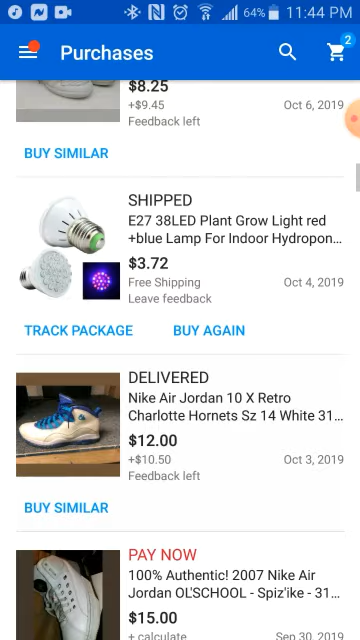 64% 11:44 PM
Purchases
2
$8.25
+$9.45
Oct 6, 2019
Feedback left
BUY SIMILAR
SHIPPED
E27 38LED Plant Grow Light red
+blue Lamp For Indoor Hydropon...
$3.72
Free Shipping
Oct 4, 2019
Leave feedback
TRACK PACKAGE
BUY AGAIN
DELIVERED
Nike Air Jordan 10 X Retro
Charlotte Hornets Sz 14 White 31...
$12.00
+$10.50
Oct 3, 2019
Feedback left
BUY SIMILAR
PAY NOW
100% Authentic! 2007 Nike Air
Jordan OL'SCHOOL - Spiz'ike - 31...
$15.00
+ calculate
Sep 30, 2019